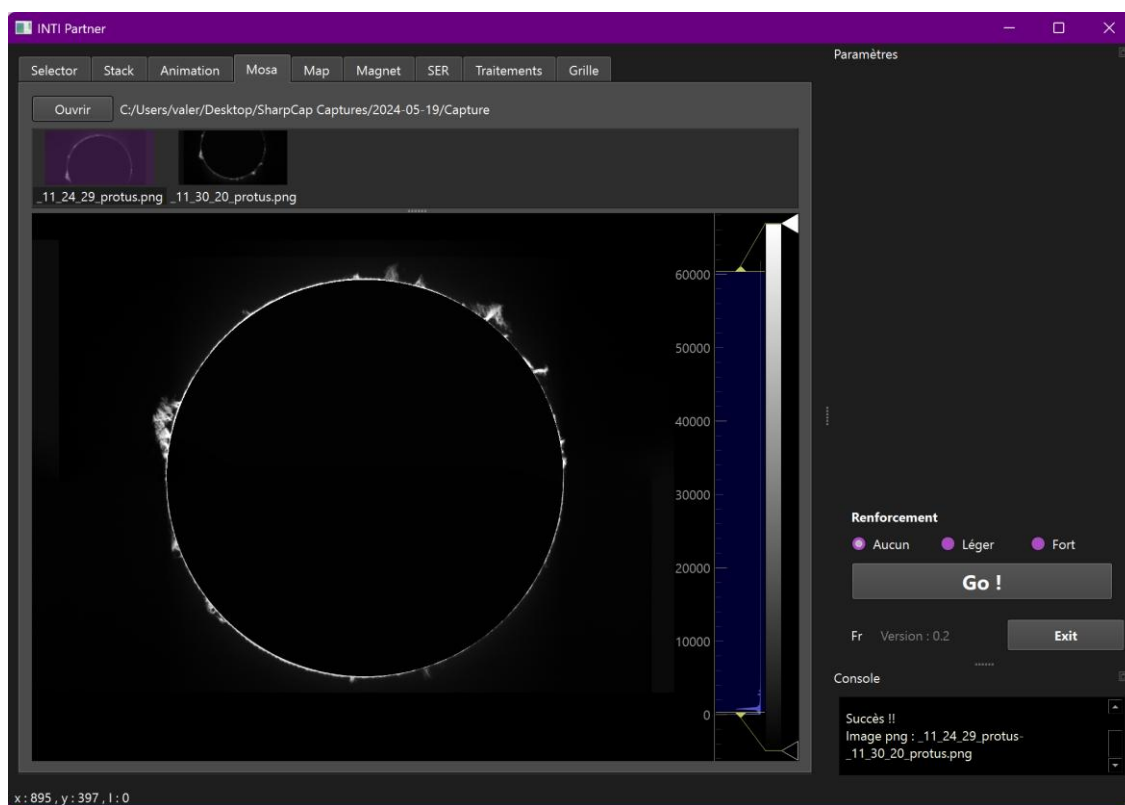 INTI Partner
Selector Stack Animation Mosa Map Magnet SER Traitements Grille
Ouvrir C:/Users/valer/Desktop/SharpCap Captures/2024-05-19/Capture
_11_24_29_protus.png _11_30_20_protus.png
60000
50000
40000
30000
20000
10000
0
Paramètres
Renforcement
Aucun Léger Fort
Go !
Fr Version : 0.2 Exit
Console
Succès !!
Image png : _11_24_29_protus-
_11_30_20_protus.png
x : 895 , y : 397 , I : 0